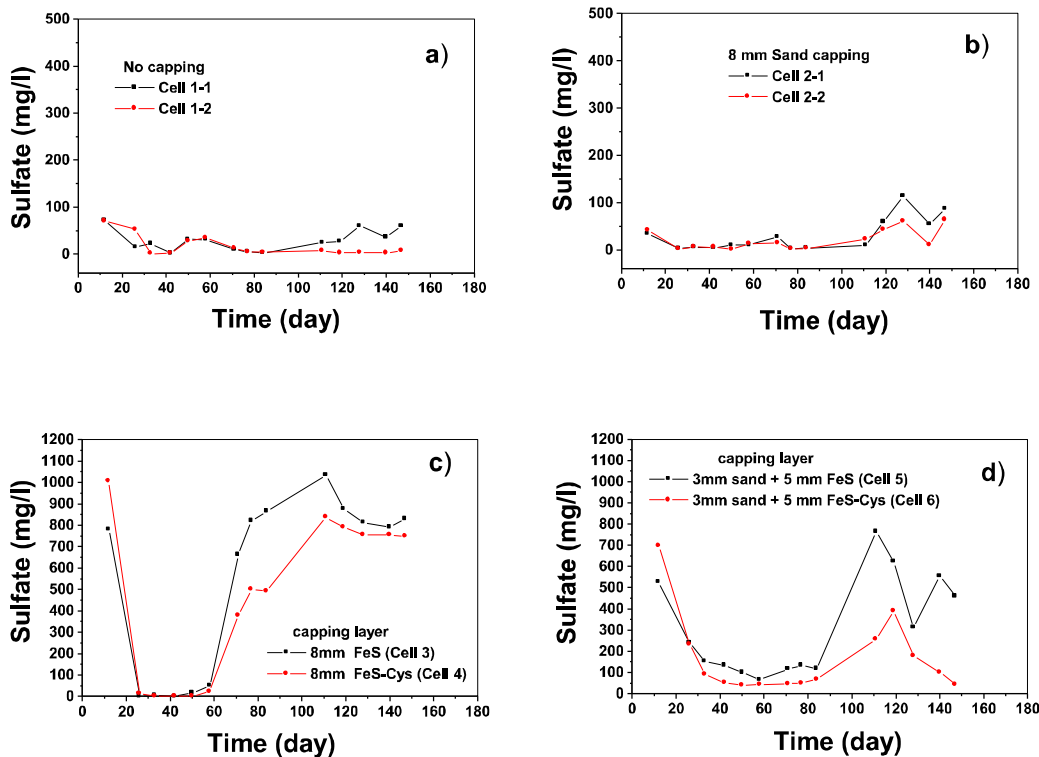 a)
500
400
300
200
100
0
Sulfate (mg/l)
No capping
Cell 1-1
Cell 1-2
0 20 40 60 80 100 120 140 160 180
Time (day)
b)
500
400
300
200
100
0
Sulfate (mg/l)
8 mm Sand capping
Cell 2-1
Cell 2-2
0 20 40 60 80 100 120 140 160 180
Time (day)
c)
1200
1100
1000
900
800
700
600
500
400
300
200
100
0
Sulfate (mg/l)
capping layer
8mm FeS (Cell 3)
8mm FeS-Cys (Cell 4)
0 20 40 60 80 100 120 140 160 180
Time (day)
d)
1200
1100
1000
900
800
700
600
500
400
300
200
100
0
Sulfate (mg/l)
capping layer
3mm sand + 5 mm FeS (Cell 5)
3mm sand + 5 mm FeS-Cys (Cell 6)
0 20 40 60 80 100 120 140 160 180
Time (day)